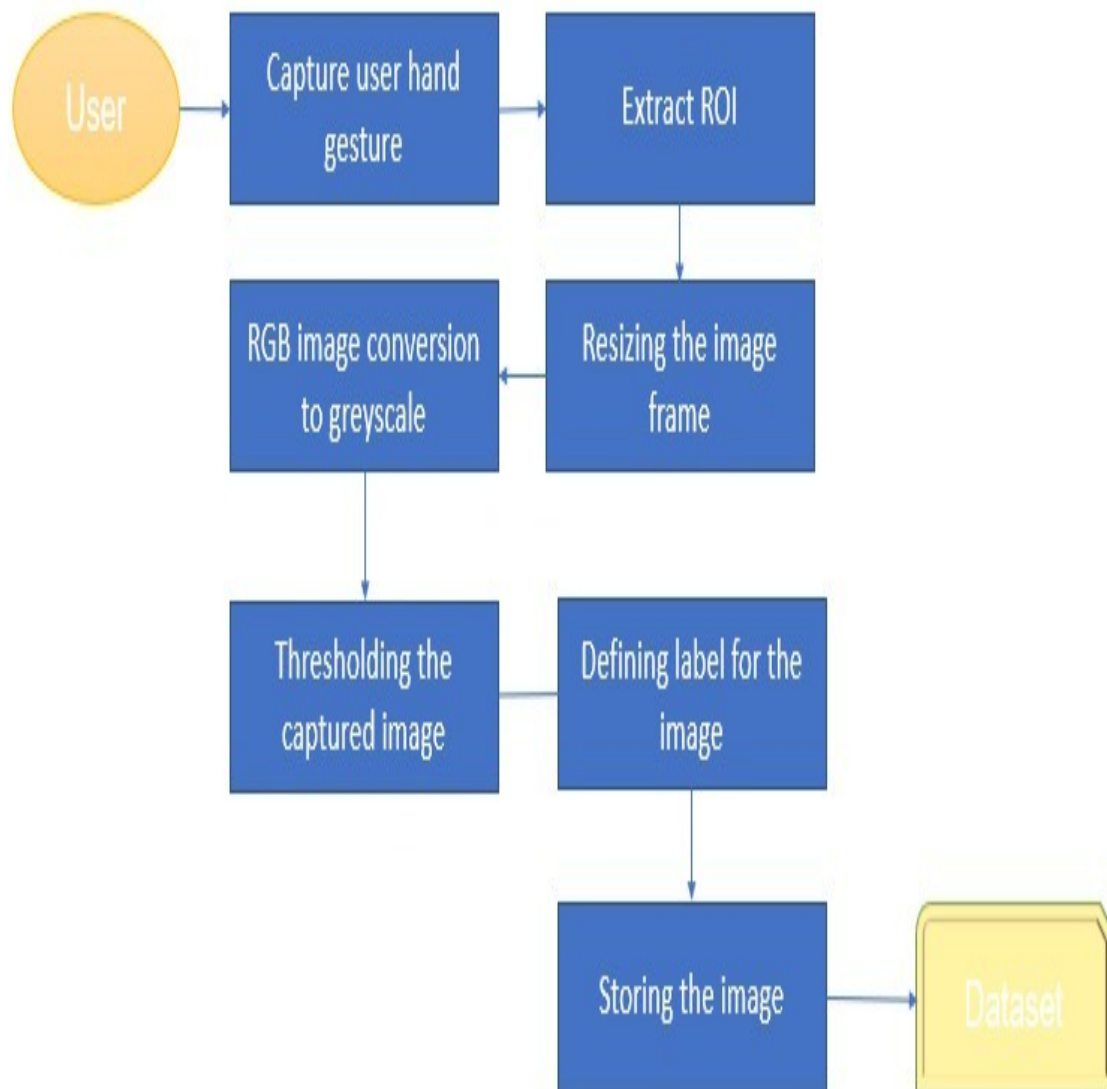 User
Capture user hand
gesture
Extract ROI
Resizing the image
frame
RGB image conversion
to greyscale
Thresholding the
captured image
Defining label for the
image
Storing the image
Dataset